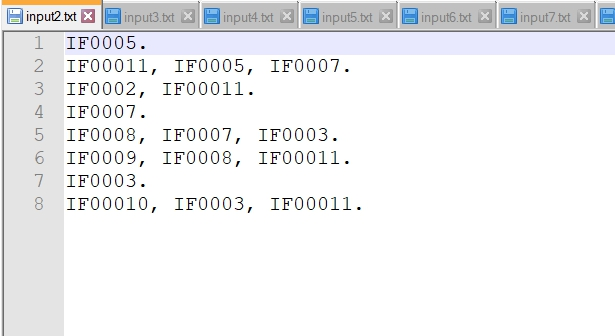 input2.txt input3.txt input4.txt input5.txt input6.txt input7.txt
1 IF0005.
2 IF00011, IF0005, IF0007.
3 IF0002, IF00011.
4 IF0007.
5 IF0008, IF0007, IF0003.
6 IF0009, IF0008, IF00011.
7 IF0003.
8 IF00010, IF0003, IF00011.